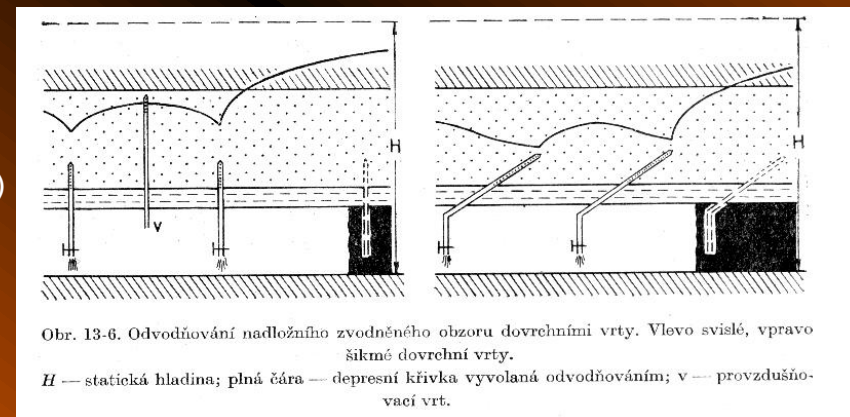 H
H
v
Obr. 13-6. Odvodňování nadložního zvodněného obzoru dovrchními vrty. Vlevo svislé, vpravo
šikmé dovrchní vrty.
H — statická hladina; plná čára — depresní křivka vyvolaná odvodňováním; v — provzdušňo-
vací vrt.